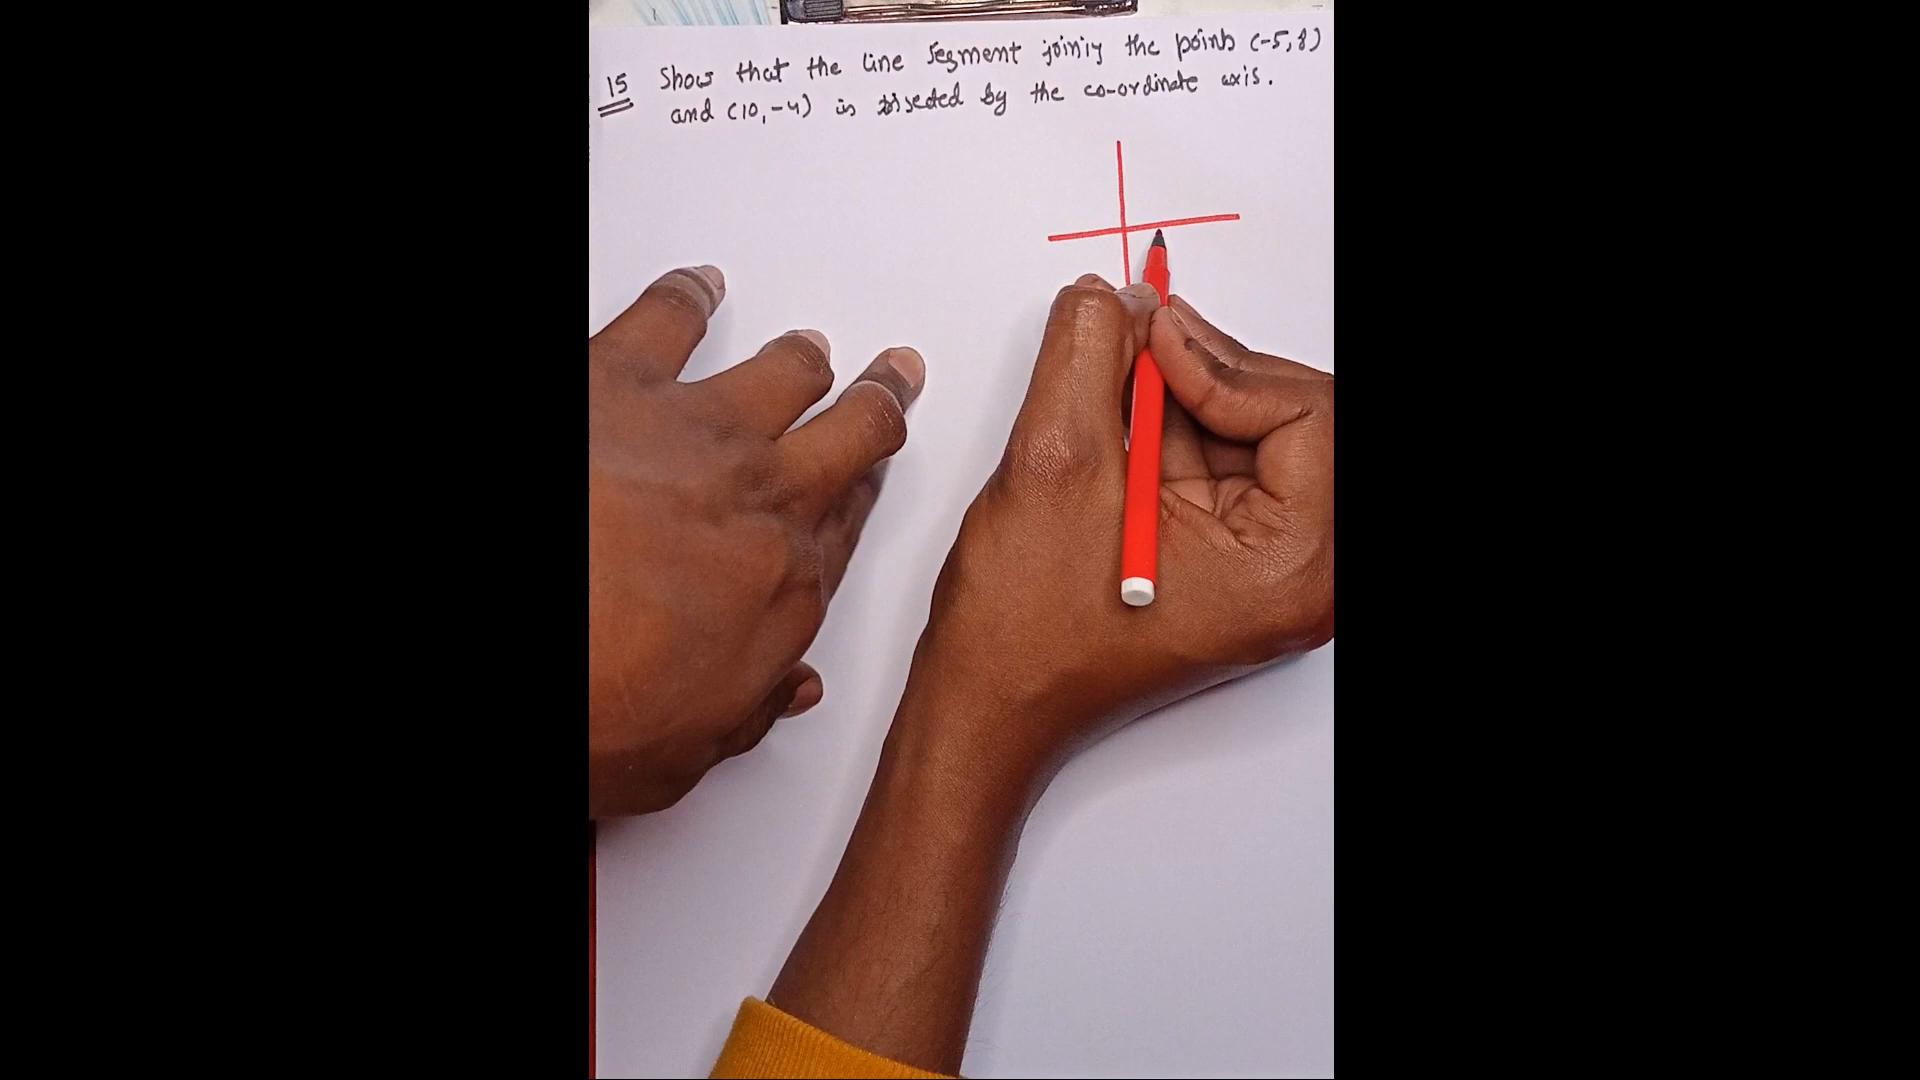 15 Show that the line segment joining the points (-5,8)
and (10,-4) is trisected by the co-ordinate axis.